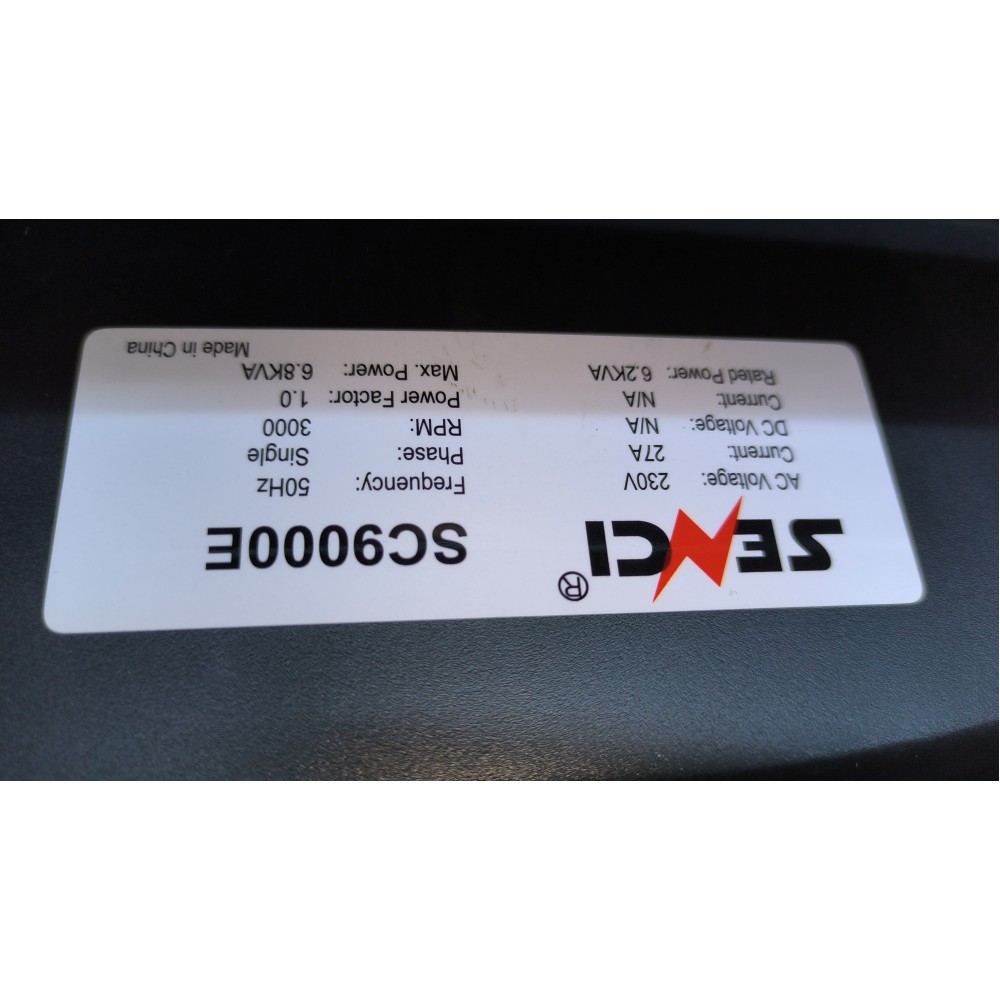 SENCI® SC9000E
AC Voltage: 230V Frequency: 50Hz
Current: 27A Phase: Single
DC Voltage: N/A RPM: 3000
Current: N/A Power Factor: 1.0
Rated Power: 6.2KVA Max. Power: 6.8KVA
Made in China